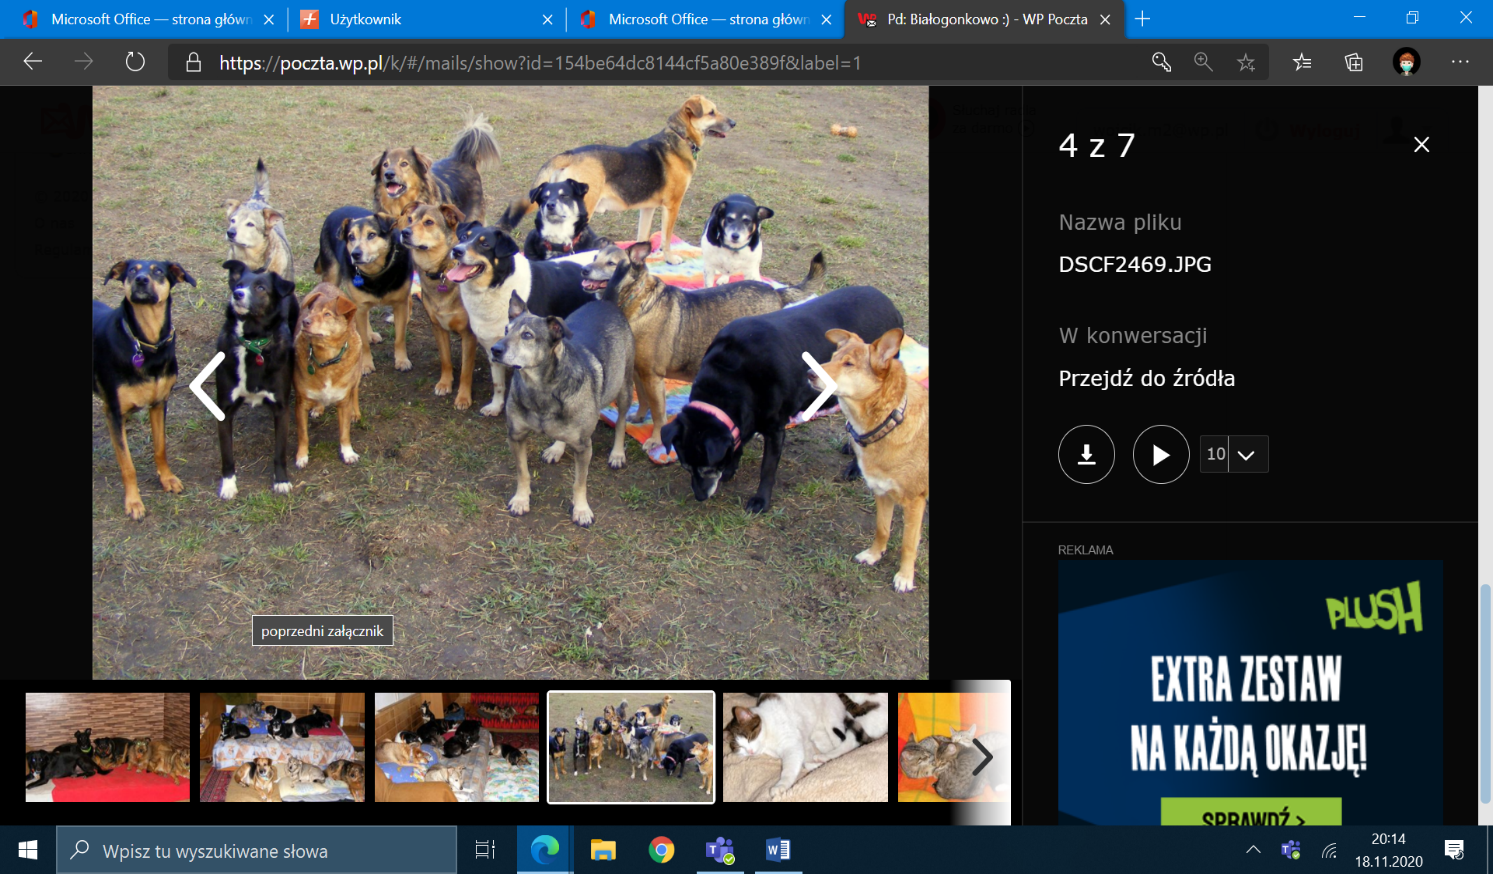 Microsoft Office — strona główn
Użytkownik
Microsoft Office — strona główn
Pd: Białogonkowo :) - WP Poczta
https://poczta.wp.pl/k/#/mails/show?id=154be64dc8144cf5a80e389f&label=1
4 z 7
Nazwa pliku
DSCF2469.JPG
W konwersacji
Przejdź do źródła
10
poprzedni załącznik
REKLAMA
PLUSH
EXTRA ZESTAW
NA KAŻDĄ OKAZJĘ!
SPRAWDŹ >
Wpisz tu wyszukiwane słowa
20:14
18.11.2020